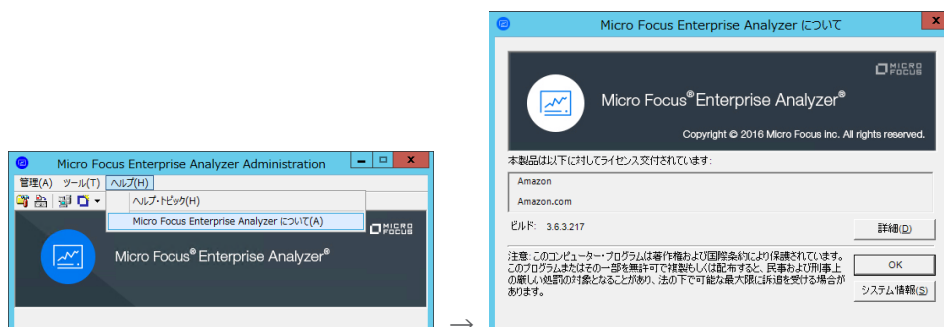 Micro Focus Enterprise Analyzer Administration
管理(A) ツール(T) ヘルプ(H)
ヘルプ・トピック(H)
Micro Focus Enterprise Analyzer について(A)
MICRO
FOCUS
Micro Focus® Enterprise Analyzer®
→
Micro Focus Enterprise Analyzer について
x
MICRO
FOCUS
Micro Focus® Enterprise Analyzer®
Copyright © 2016 Micro Focus Inc. All rights reserved.
本製品は以下に対してライセンス交付されています:
Amazon
Amazon.com
ビルド: 3.6.3.217
詳細(D)
注意: このコンピューター・プログラムは著作権および国際条約により保護されています。
このプログラムまたはその一部を無許可で複製もしくは配布すると、民事および刑事上
の厳しい処罰の対象となることがあり、法の下で可能な最大限に訴追を受ける場合が
あります。
OK
システム情報(S)